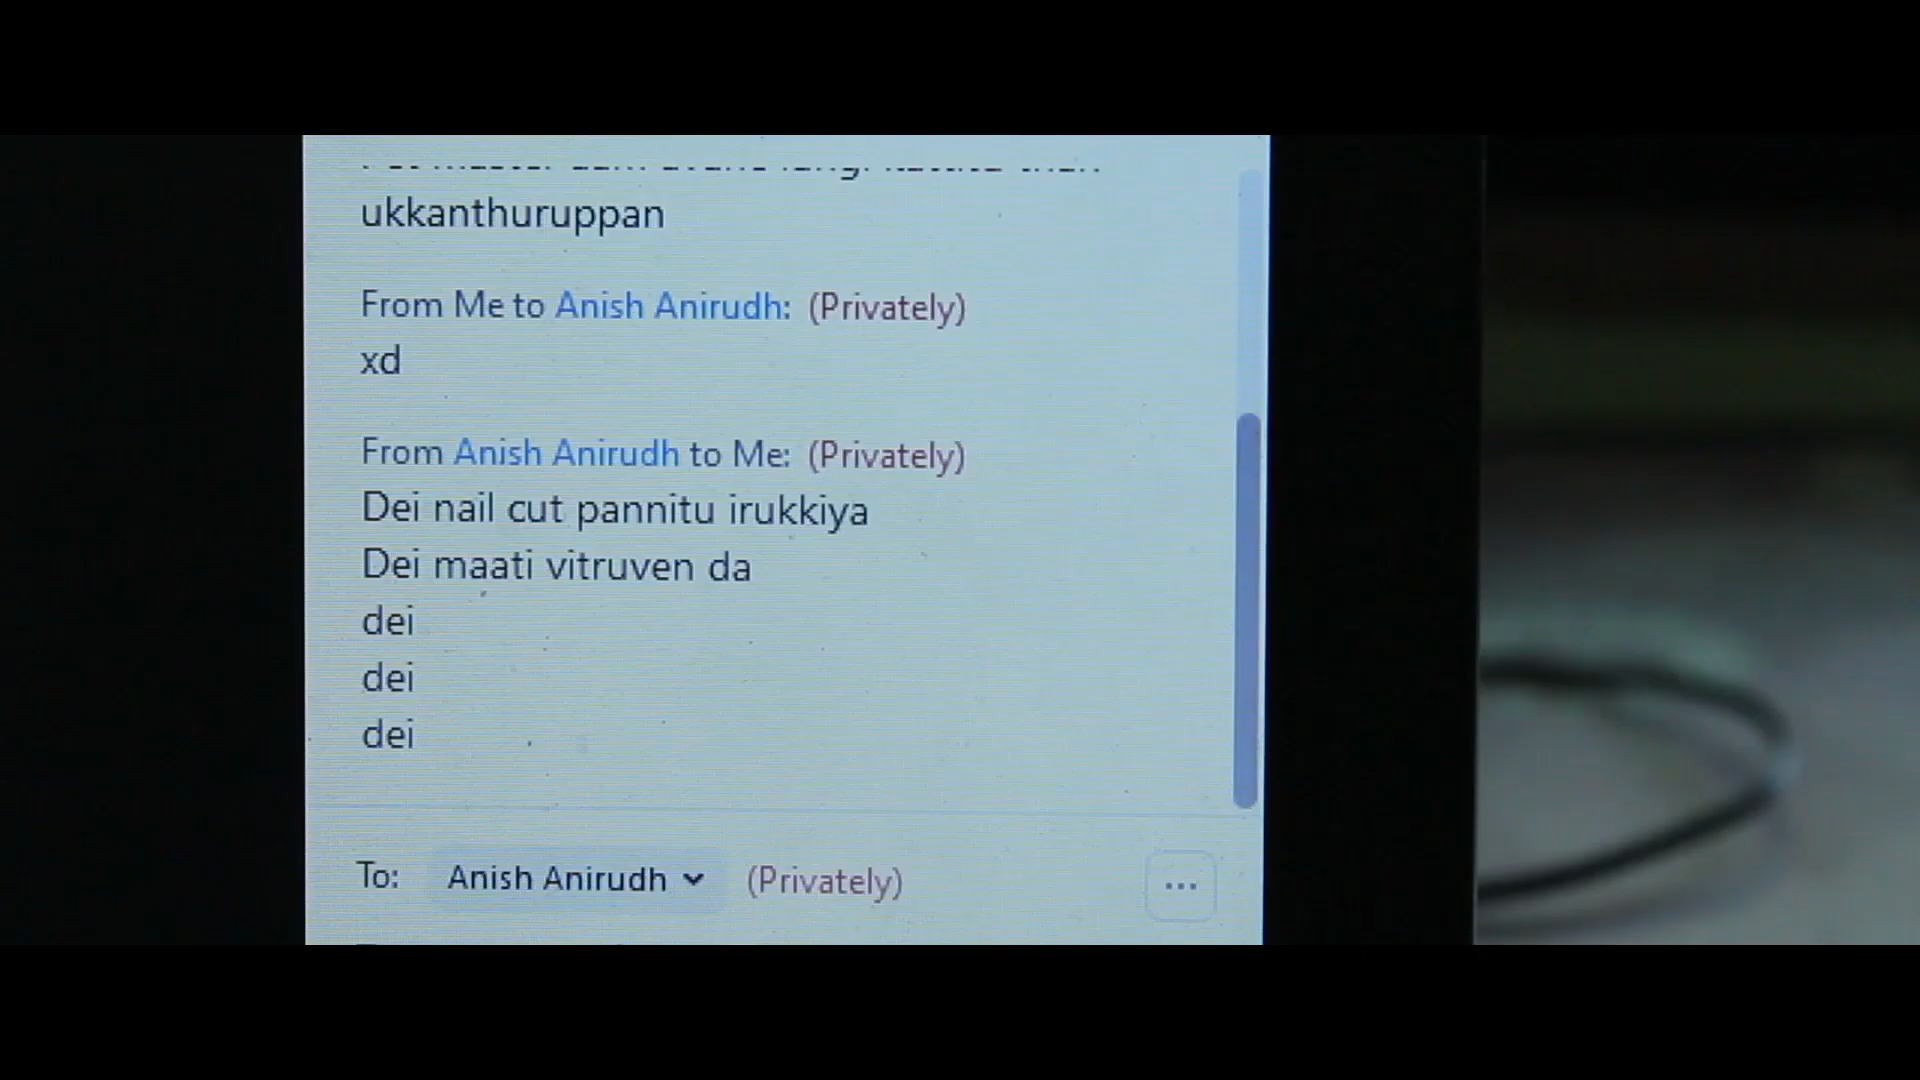 ukkanthuruppan
From Me to Anish Anirudh: (Privately)
xd
From Anish Anirudh to Me: (Privately)
Dei nail cut pannitu irukkiya
Dei maati vitruven da
dei
dei
dei
To: Anish Anirudh (Privately)